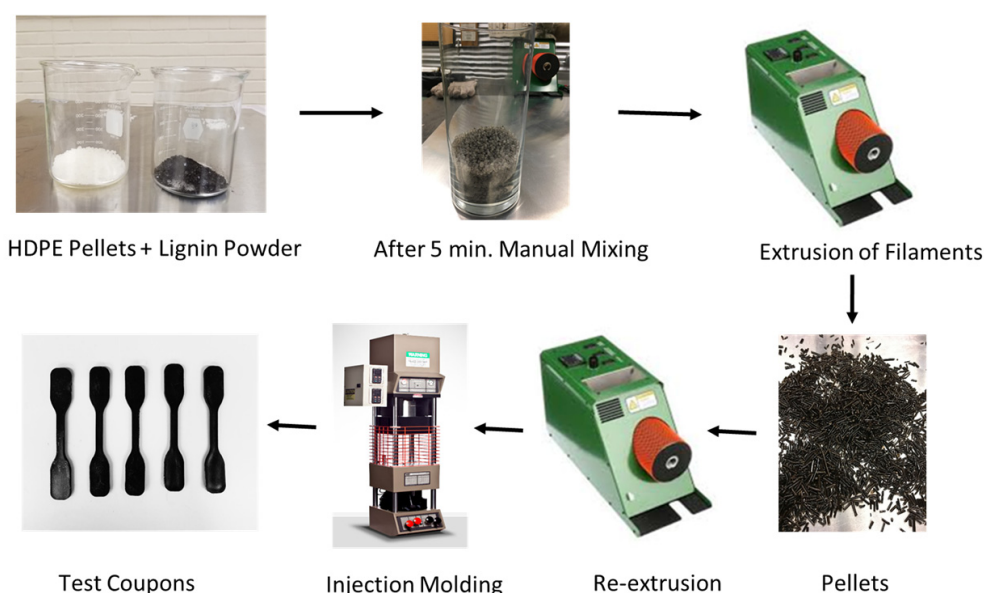 HDPE Pellets + Lignin Powder
After 5 min. Manual Mixing
Extrusion of Filaments
Test Coupons
Injection Molding
Re-extrusion
Pellets